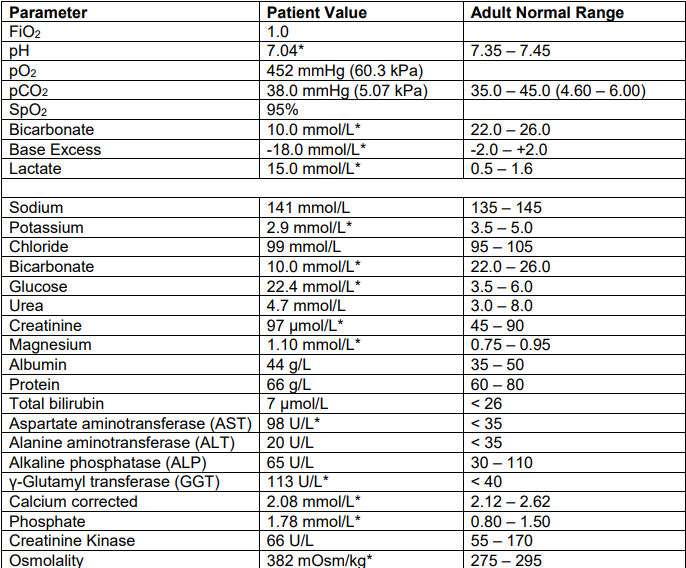 Parameter Patient Value Adult Normal Range
FiO2 1.0
pH 7.04* 7.35 – 7.45
pO2 452 mmHg (60.3 kPa)
pCO2 38.0 mmHg (5.07 kPa) 35.0 – 45.0 (4.60 – 6.00)
SpO2 95%
Bicarbonate 10.0 mmol/L* 22.0 – 26.0
Base Excess -18.0 mmol/L* -2.0 – +2.0
Lactate 15.0 mmol/L* 0.5 – 1.6
Sodium 141 mmol/L 135 – 145
Potassium 2.9 mmol/L* 3.5 – 5.0
Chloride 99 mmol/L 95 – 105
Bicarbonate 10.0 mmol/L* 22.0 – 26.0
Glucose 22.4 mmol/L* 3.5 – 6.0
Urea 4.7 mmol/L 3.0 – 8.0
Creatinine 97 µmol/L* 45 – 90
Magnesium 1.10 mmol/L* 0.75 – 0.95
Albumin 44 g/L 35 – 50
Protein 66 g/L 60 – 80
Total bilirubin 7 µmol/L < 26
Aspartate aminotransferase (AST) 98 U/L* < 35
Alanine aminotransferase (ALT) 20 U/L < 35
Alkaline phosphatase (ALP) 65 U/L 30 – 110
γ-Glutamyl transferase (GGT) 113 U/L* < 40
Calcium corrected 2.08 mmol/L* 2.12 – 2.62
Phosphate 1.78 mmol/L* 0.80 – 1.50
Creatinine Kinase 66 U/L 55 – 170
Osmolality 382 mOsm/kg* 275 – 295